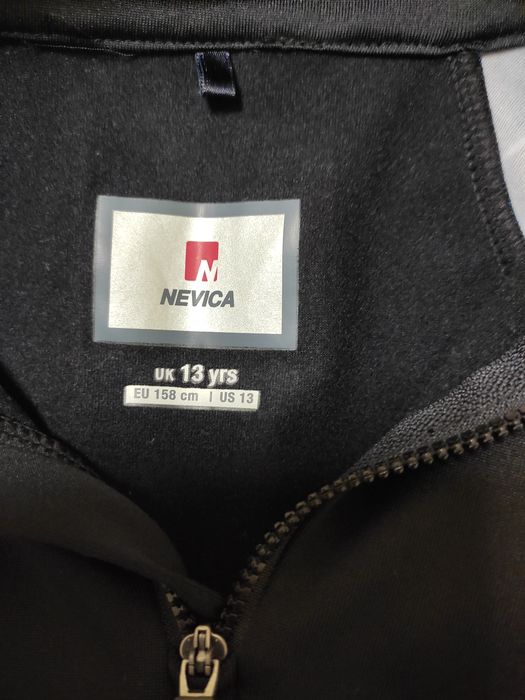 N
NEVICA
UK 13 yrs
EU 158 cm | US 13